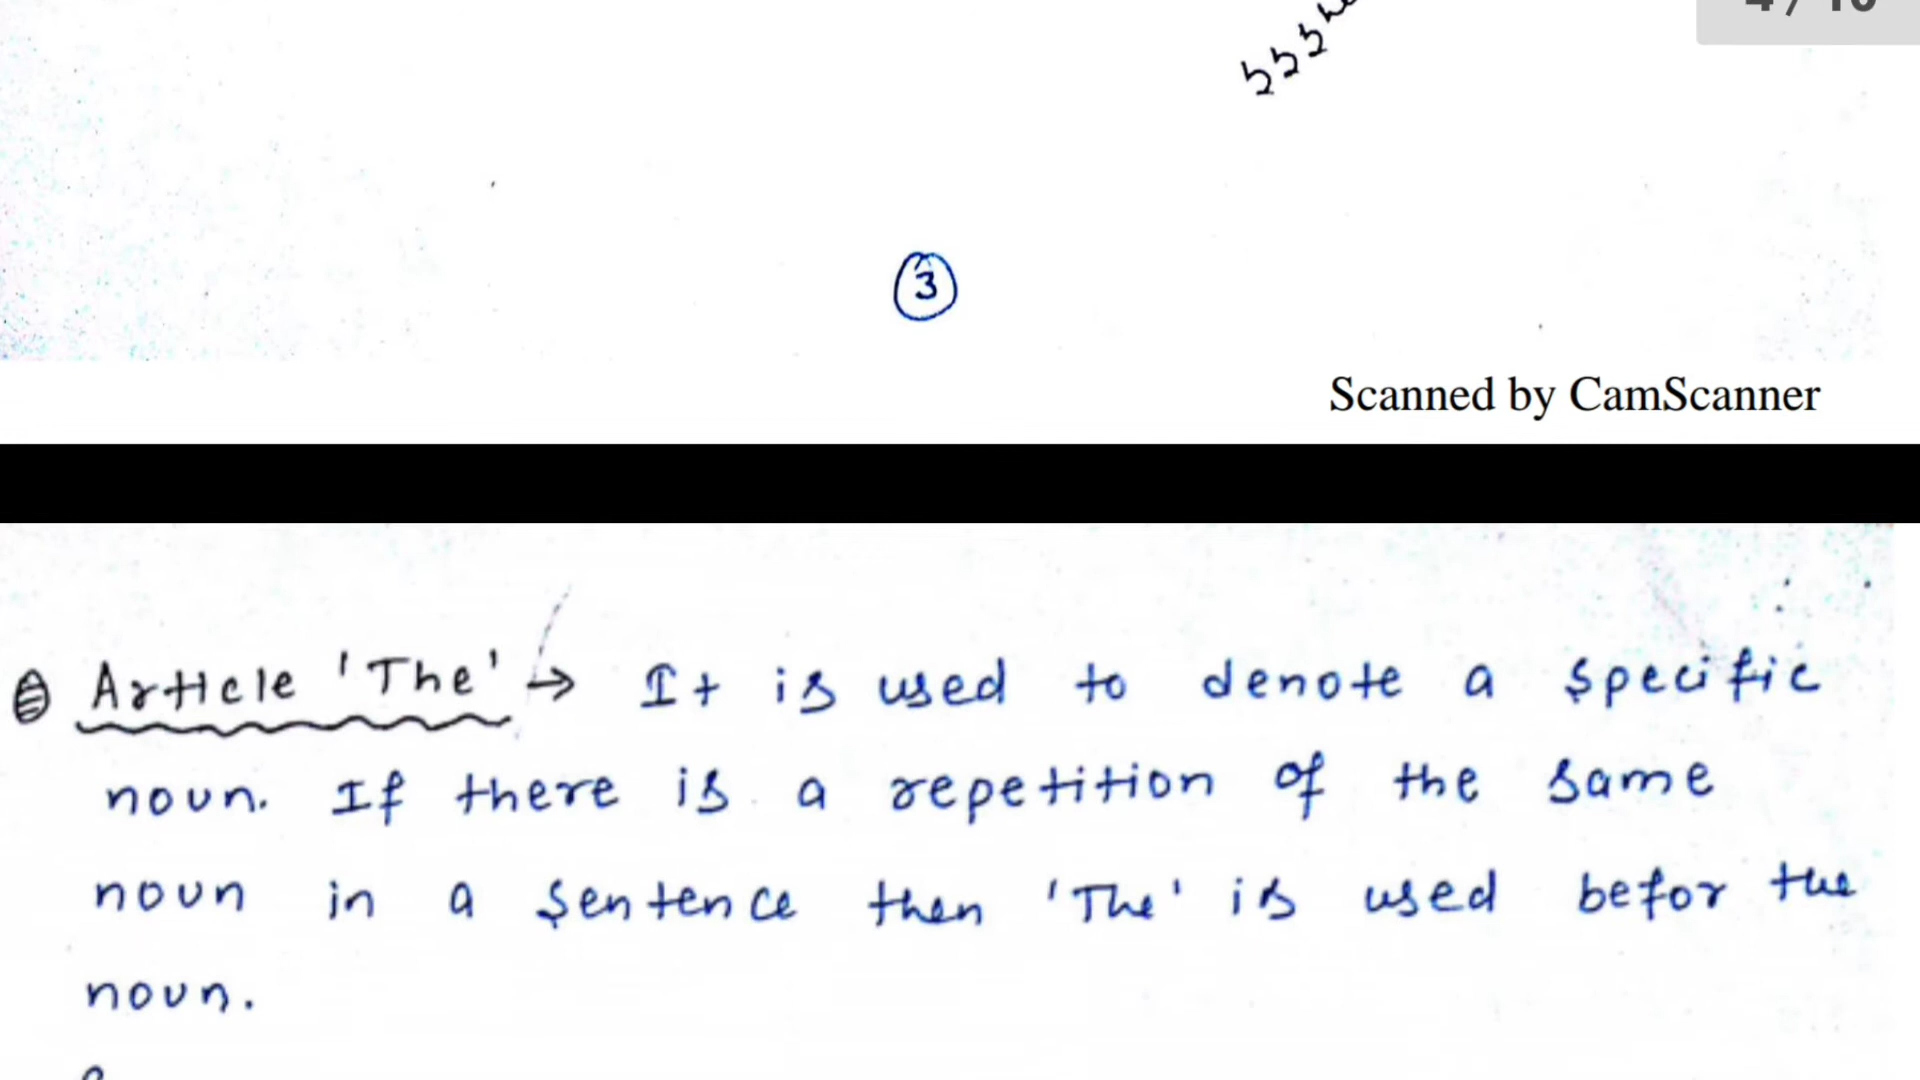 3
Scanned by CamScanner
Article 'The' → It is used to denote a specific
noun. If there is a repetition of the same
noun in a sentence then 'The' is used befor the
noun.